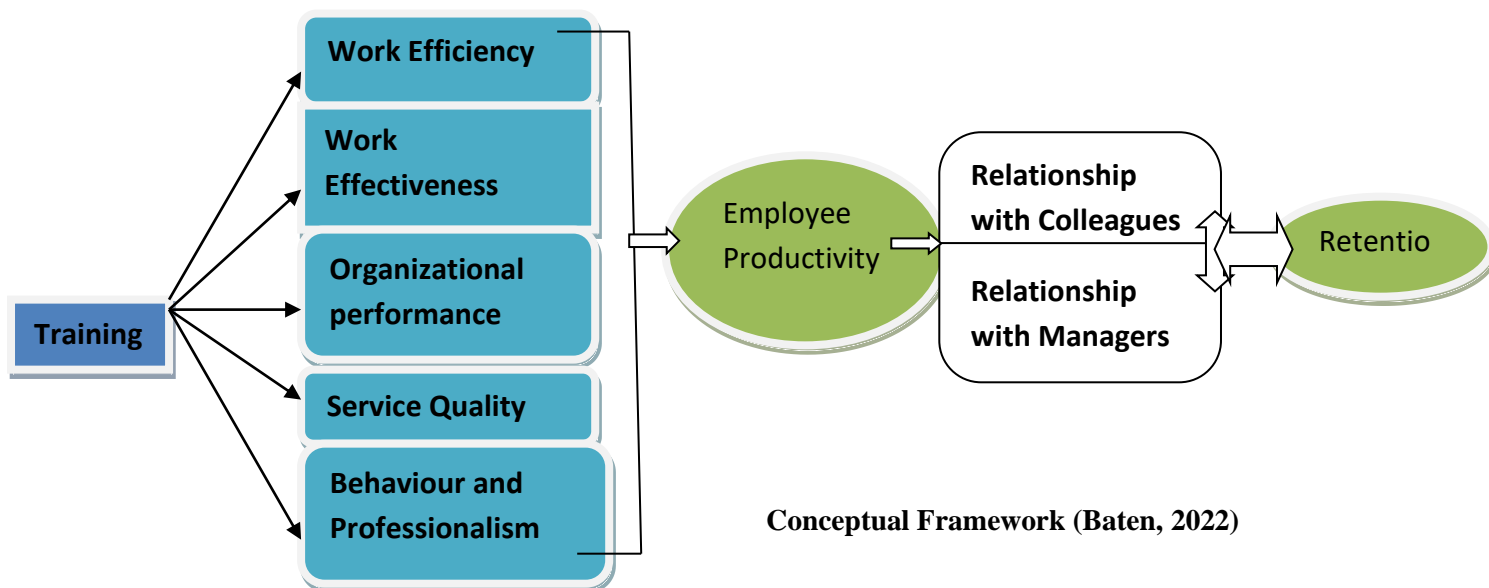 Training
Work Efficiency
Work
Effectiveness
Organizational
performance
Service Quality
Behaviour and
Professionalism
Employee
Productivity
Relationship
with Colleagues
Relationship
with Managers
Retentio
Conceptual Framework (Baten, 2022)